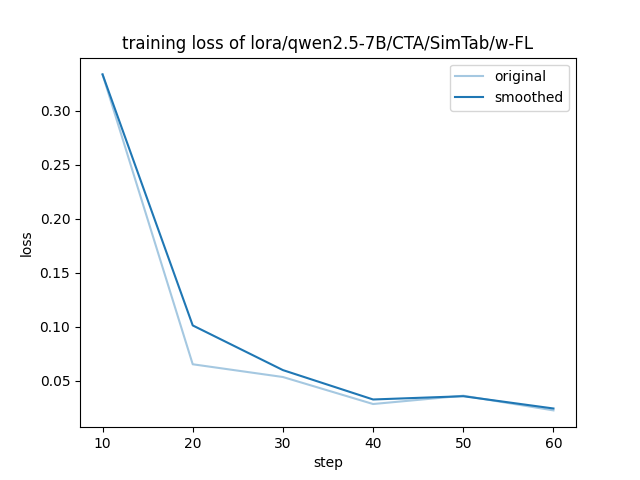 training loss of lora/qwen2.5-7B/CTA/SimTab/w-FL
original
smoothed
0.30
0.25
0.20
0.15
0.10
0.05
loss
10 20 30 40 50 60
step